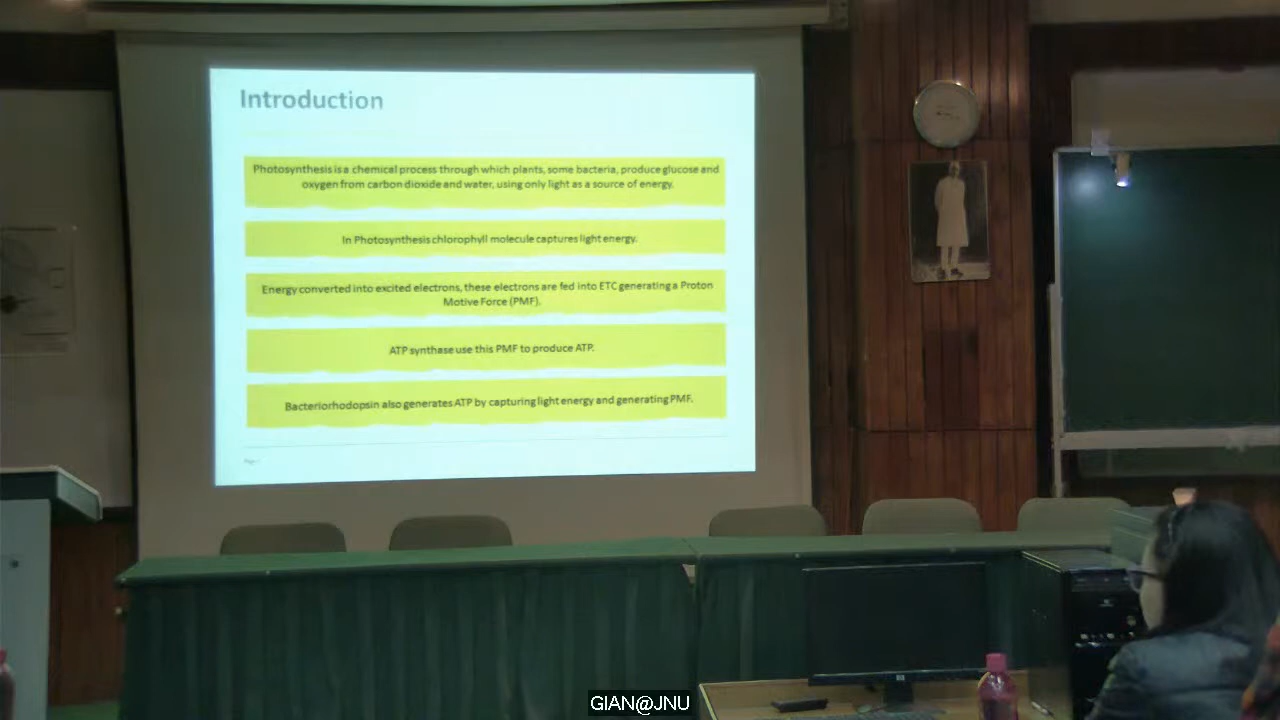 Introduction
Photosynthesis is a chemical process through which plants, some bacteria, produce glucose and
oxygen from carbon dioxide and water, using only light as a source of energy.
In Photosynthesis chlorophyll molecule captures light energy.
Energy converted into excited electrons, these electrons are fed into ETC generating a Proton
Motive Force (PMF).
ATP synthase use this PMF to produce ATP.
Bacteriorhodopsin also generates ATP by capturing light energy and generating PMF.
GIAN@JNU